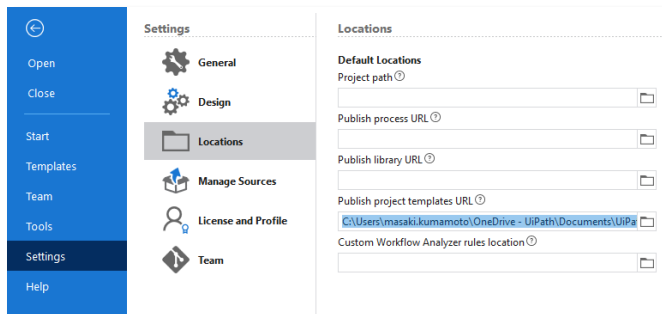 Open
Close
Start
Templates
Team
Tools
Settings
Help
Settings
General
Design
Locations
Manage Sources
License and Profile
Team
Locations
Default Locations
Project path
Publish process URL
Publish library URL
Publish project templates URL
C:\Users\masaki.kumamoto\OneDrive - UiPath\Documents\UiPa
Custom Workflow Analyzer rules location